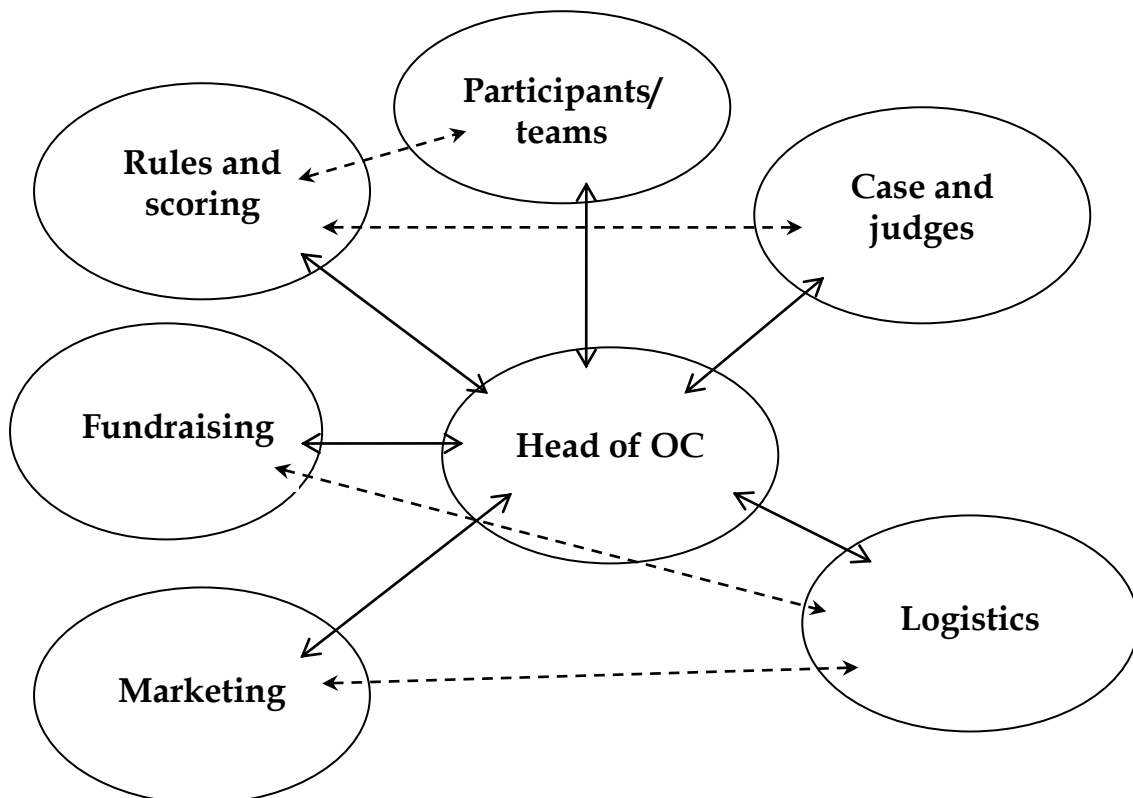 Participants/
teams
Rules and
scoring
Case and
judges
Fundraising
Head of OC
Logistics
Marketing